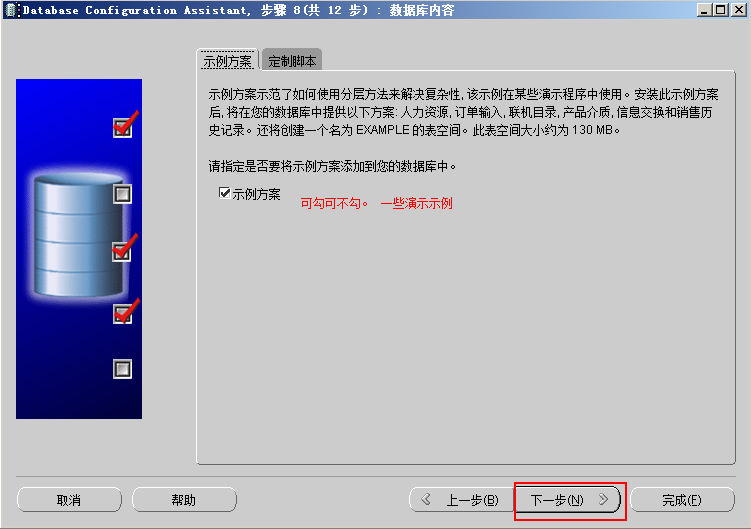 Database Configuration Assistant, 步骤 8(共 12 步) : 数据库内容
示例方案 定制脚本
示例方案示范了如何使用分层方法来解决复杂性, 该示例在某些演示程序中使用。安装此示例方案
后, 将在您的数据库中提供以下方案: 人力资源, 订单输入, 联机目录, 产品介质, 信息交换和销售历
史记录。还将创建一个名为 EXAMPLE 的表空间。此表空间大小约为 130 MB。
请指定是否要将示例方案添加到您的数据库中。
示例方案
可勾可不勾。 一些演示示例
取消 帮助 上一步(B) 下一步(N) 完成(F)